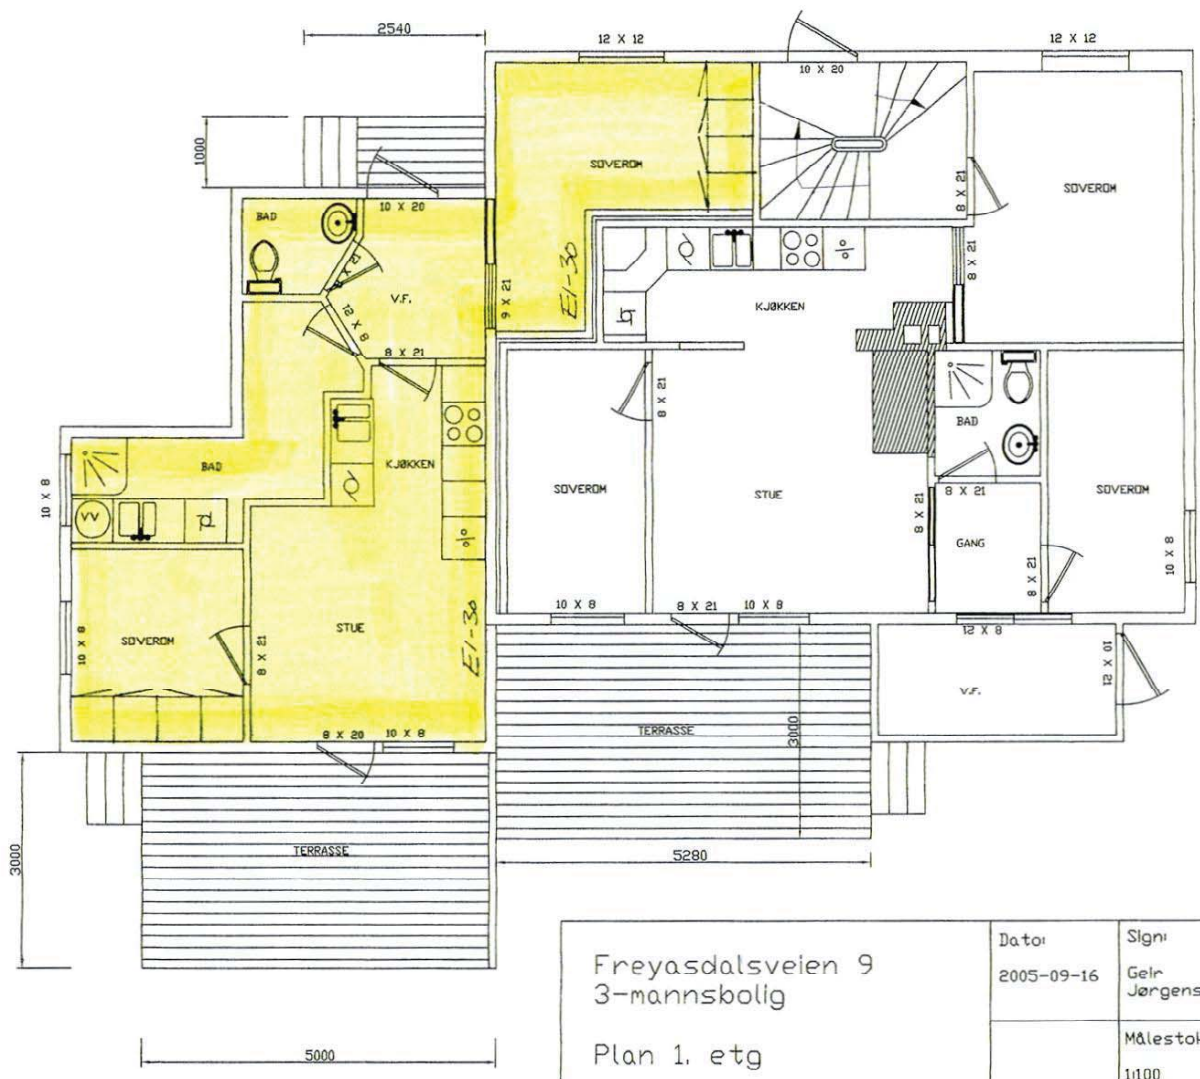 2540
12 X 12
12 X 12
10 X 20
1000
SOVEROM
SOVEROM
8 X 21
BAD
10 X 20
8 X 21
V.F.
12 X 8
9 X 21
EI-30
KJØKKEN
8 X 21
8 X 21
BAD
KJØKKEN
BAD
10 X 8
SOVEROM
STUE
8 X 21
8 X 21
SOVEROM
VV
GANG
8 X 21
10 X 8
10 X 8
8 X 21
10 X 8
STUE
EI-30
SOVEROM
10 X 8
8 X 21
12 X 8
12 X 10
V.F.
8 X 20
10 X 8
TERRASSE
3000
TERRASSE
3000
5280
5000
Freyasdalsveien 9
3-mannsbolig
Plan 1. etg
Dato:
2005-09-16
Sign:
Geir
Jørgens
Målestok
1:100